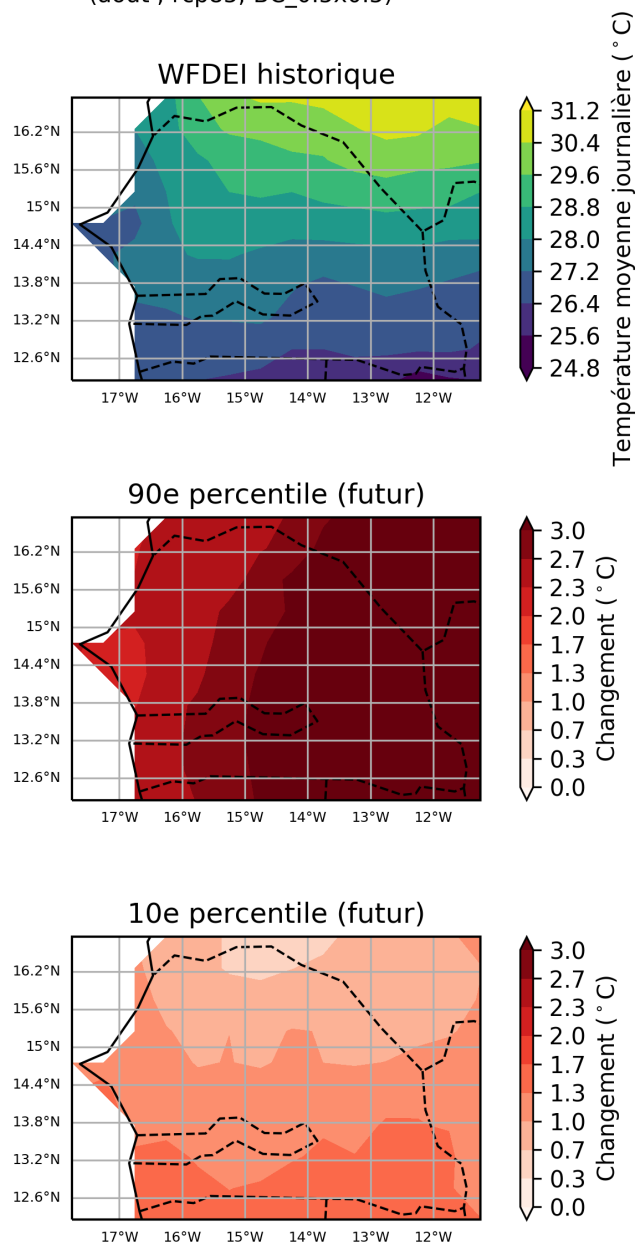 WFDEI historique
16.2°N
15.6°N
15°N
14.4°N
13.8°N
13.2°N
12.6°N
17°W 16°W 15°W 14°W 13°W 12°W
31.2
30.4
29.6
28.8
28.0
27.2
26.4
25.6
24.8
Température moyenne journalière (°C)
90e percentile (futur)
16.2°N
15.6°N
15°N
14.4°N
13.8°N
13.2°N
12.6°N
17°W 16°W 15°W 14°W 13°W 12°W
3.0
2.7
2.3
2.0
1.7
1.3
1.0
0.7
0.3
0.0
Changement (°C)
10e percentile (futur)
16.2°N
15.6°N
15°N
14.4°N
13.8°N
13.2°N
12.6°N
17°W 16°W 15°W 14°W 13°W 12°W
3.0
2.7
2.3
2.0
1.7
1.3
1.0
0.7
0.3
0.0
Changement (°C)